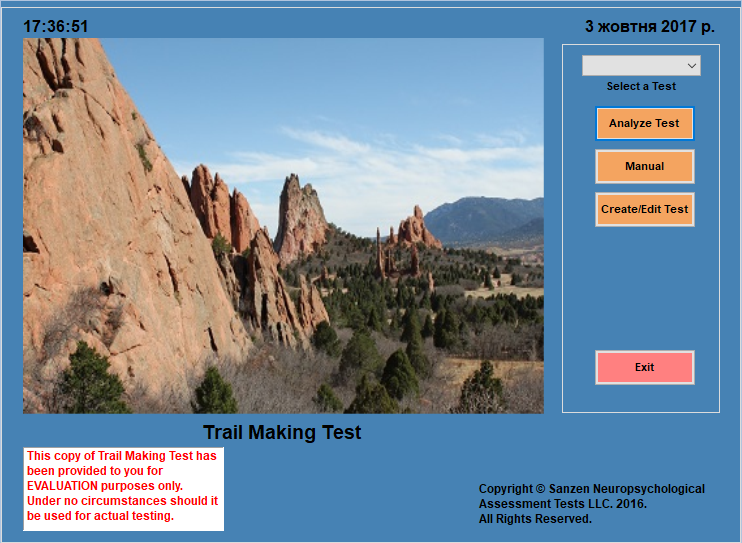 17:36:51
3 жовтня 2017 р.
Select a Test
Analyze Test
Manual
Create/Edit Test
Exit
Trail Making Test
This copy of Trail Making Test has
been provided to you for
EVALUATION purposes only.
Under no circumstances should it
be used for actual testing.
Copyright © Sanzen Neuropsychological
Assessment Tests LLC. 2016.
All Rights Reserved.